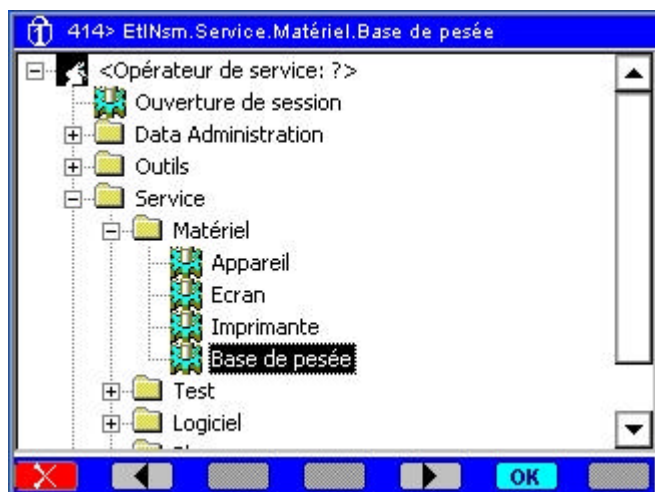 414> EtlNsm.Service.Matériel.Base de pesée
<Opérateur de service: ?>
Ouverture de session
Data Administration
Outils
Service
Matériel
Appareil
Ecran
Imprimante
Base de pesée
Test
Logiciel
OK